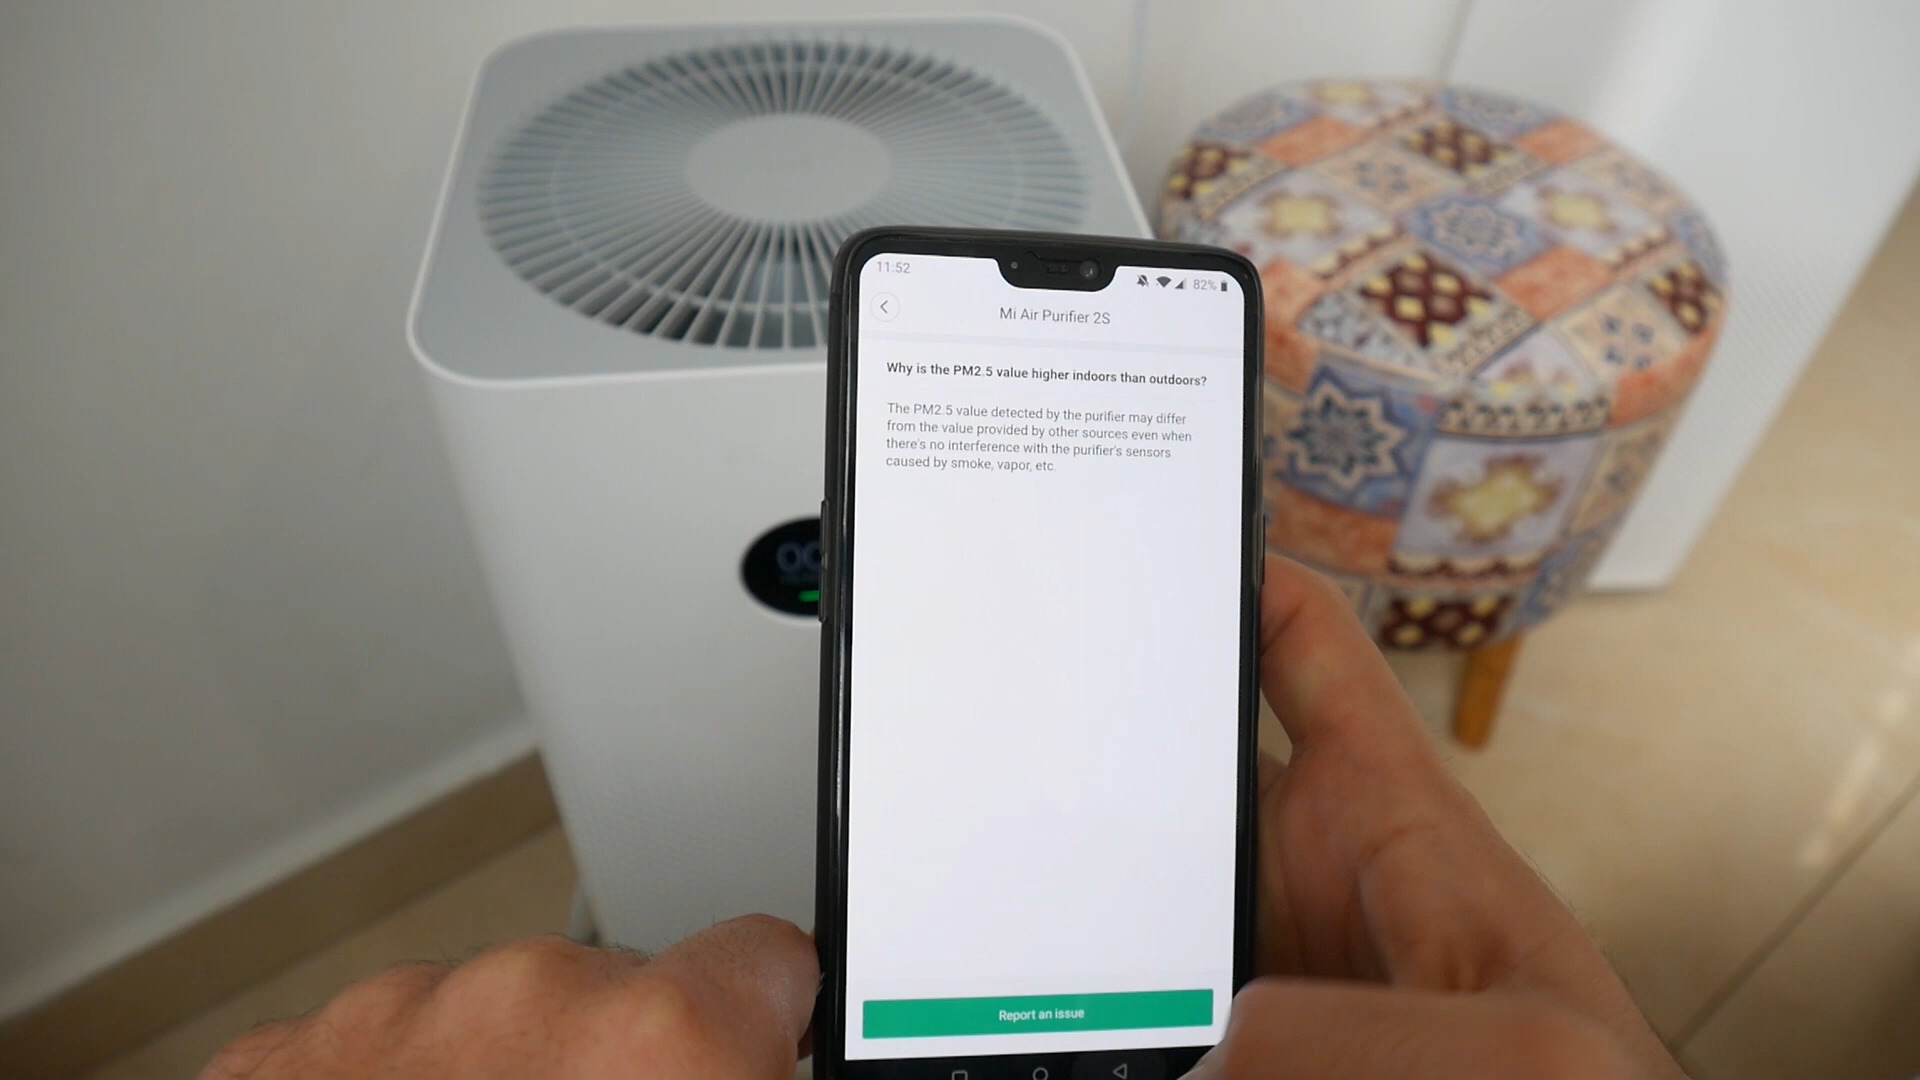 11:52
82%
Mi Air Purifier 2S
Why is the PM2.5 value higher indoors than outdoors?
The PM2.5 value detected by the purifier may differ
from the value provided by other sources even when
there's no interference with the purifier's sensors
caused by smoke, vapor, etc.
Report an issue